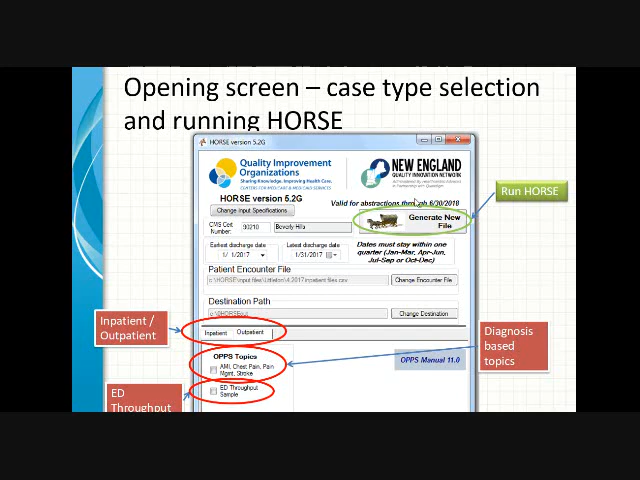 Opening screen – case type selection
and running HORSE
HORSE version 5.2G
Quality Improvement
Organizations
Sharing Knowledge. Improving Health Care.
CENTERS FOR MEDICARE & MEDICAID SERVICES
NEW ENGLAND
QUALITY INNOVATION NETWORK
HORSE version 5.2G
Valid for abstractions through 6/30/2018
Run HORSE
Change Input Specifications
Generate New
File
CMS Cert
Number:
90210
Beverly Hills
Earliest discharge date
Latest discharge date
1/ 1/2017
1/31/2017
Dates must stay within one
quarter (Jan-Mar, Apr-Jun,
Jul-Sep or Oct-Dec)
Patient Encounter File
Change Encounter File
Destination Path
Change Destination
Inpatient /
Outpatient
Inpatient
Outpatient
Diagnosis
based
topics
OPPS Topics
OPPS Manual 11.0
AMI, Chest Pain, Pain
Mgmt, Stroke
ED Throughput
Sample
ED
Throughput